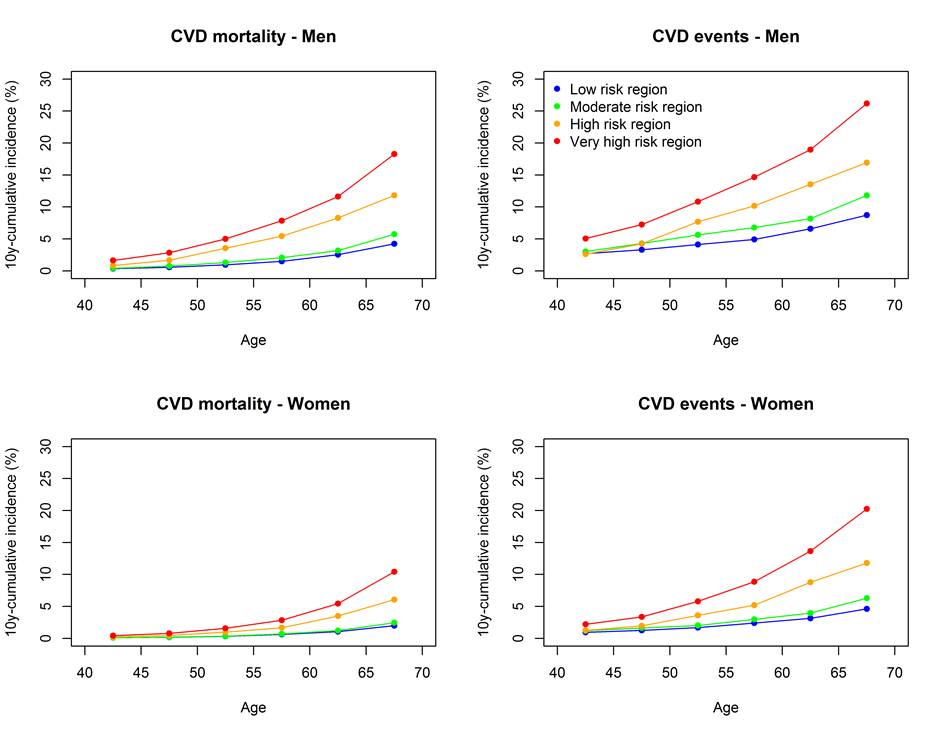 CVD mortality - Men
10y-cumulative incidence (%)
30
25
20
15
10
5
0
40 45 50 55 60 65 70
Age
CVD events - Men
10y-cumulative incidence (%)
30
25
20
15
10
5
0
Low risk region
Moderate risk region
High risk region
Very high risk region
40 45 50 55 60 65 70
Age
CVD mortality - Women
10y-cumulative incidence (%)
30
25
20
15
10
5
0
40 45 50 55 60 65 70
Age
CVD events - Women
10y-cumulative incidence (%)
30
25
20
15
10
5
0
40 45 50 55 60 65 70
Age